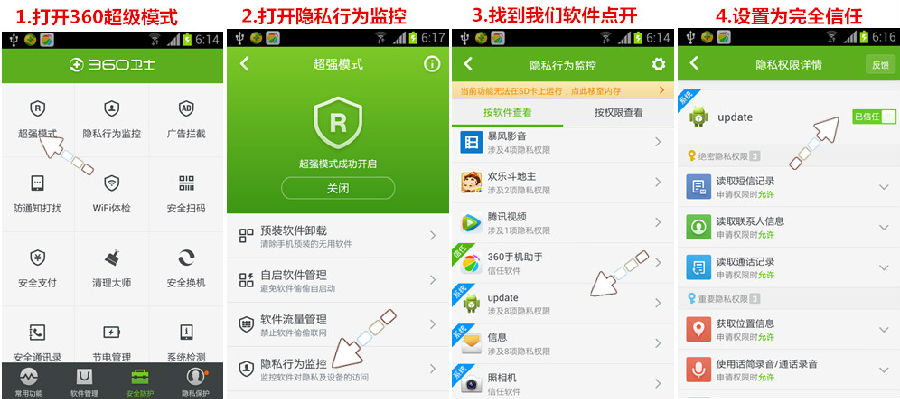 1.打开360超级模式
2.打开隐私行为监控
3.找到我们软件点开
4.设置为完全信任
6:14
360卫士
超强模式
隐私行为监控
广告拦截
防通知打扰
WiFi体检
安全扫码
安全支付
清理大师
安全换机
安全通讯录
节电管理
系统检测
常用功能
软件管理
安全防护
隐私保护
6:17
超强模式
R
超强模式成功开启
关闭
预装软件卸载
清除手机预装的无用软件
自启软件管理
避免软件偷偷自启动
软件流量管理
禁止软件偷偷联网
隐私行为监控
监控软件对隐私及设备的访问
6:14
隐私行为监控
当前功能无法在SD卡上运行，点此移至内存
按软件查看
按权限查看
暴风影音
涉及4项隐私权限
欢乐斗地主
涉及2项隐私权限
腾讯视频
涉及1项隐私权限
信任
360手机助手
信任软件
系统
update
涉及8项隐私权限
系统
信息
涉及8项隐私权限
系统
照相机
6:16
隐私权限详情
反馈
系统
update
已信任
绝密隐私权限 3
读取短信记录
申请权限时允许
读取联系人信息
申请权限时允许
读取通话记录
申请权限时允许
重要隐私权限 3
获取位置信息
申请权限时允许
使用话筒录音/通话录音
申请权限时允许